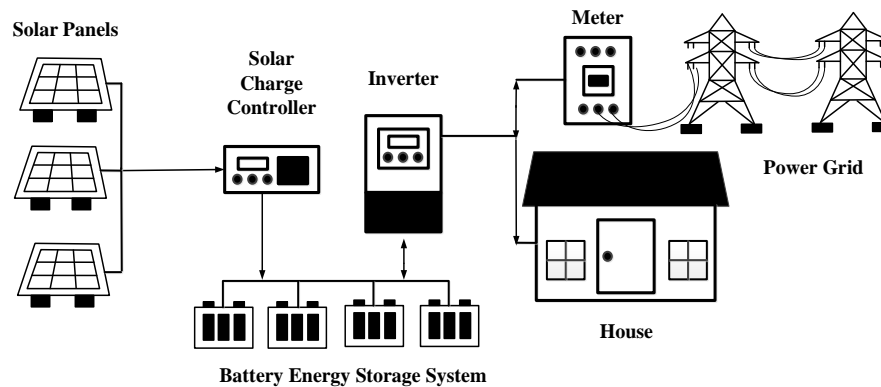 Solar Panels
Solar
Charge
Controller
Inverter
Meter
Power Grid
House
Battery Energy Storage System